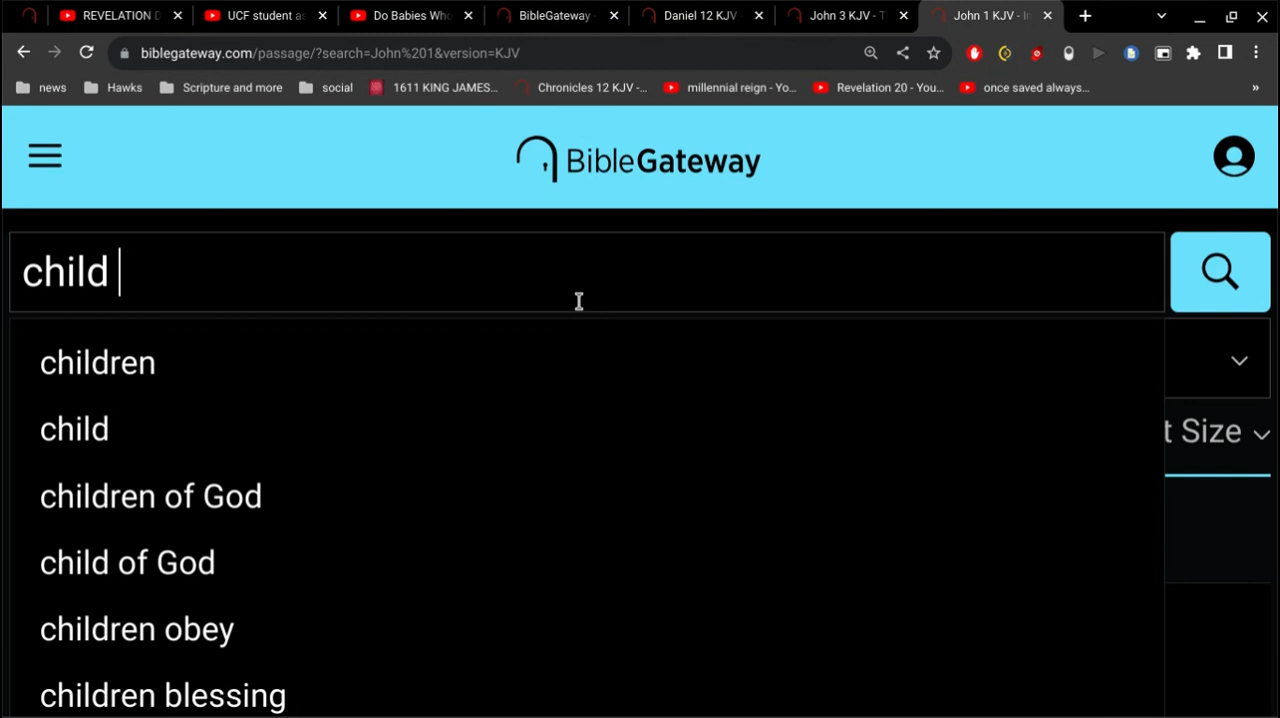 REVELATION D
UCF student as
Do Babies Who
BibleGateway -
Daniel 12 KJV -
John 3 KJV - T
John 1 KJV - In
biblegateway.com/passage/?search=John%201&version=KJV
news
Hawks
Scripture and more
social
1611 KING JAMES...
Chronicles 12 KJV -...
millennial reign - Yo...
Revelation 20 - You...
once saved always...
»
BibleGateway
child
children
child
children of God
t Size
child of God
children obey
children blessing